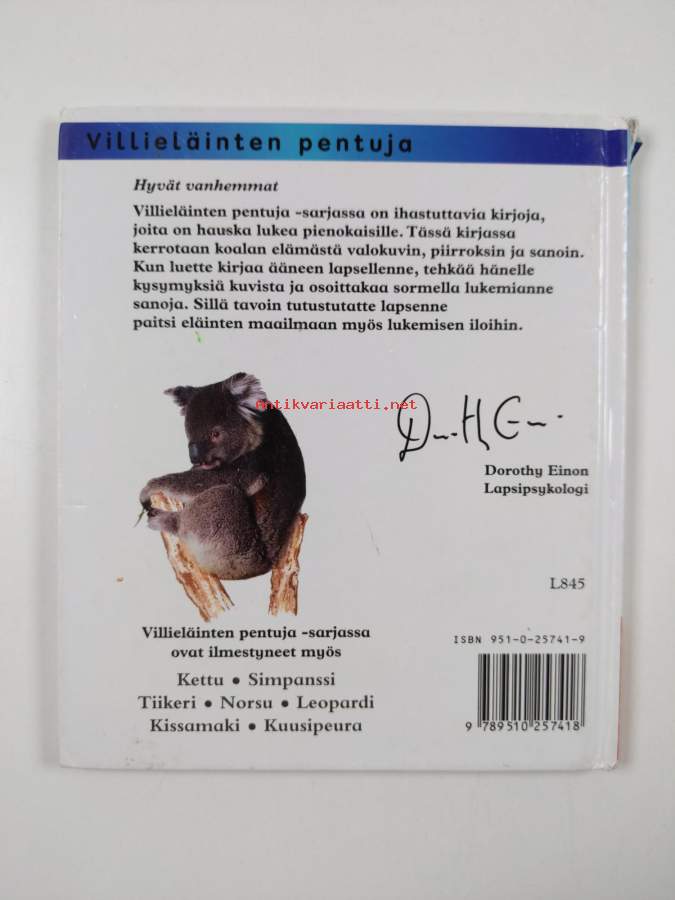 Villieläinten pentuja
Hyvät vanhemmat
Villieläinten pentuja -sarjassa on ihastuttavia kirjoja,
joita on hauska lukea pienokaisille. Tässä kirjassa
kerrotaan koalan elämästä valokuvin, piirroksin ja sanoin.
Kun luette kirjaa ääneen lapsellenne, tehkää hänelle
kysymyksiä kuvista ja osoittakaa sormella lukemianne
sanoja. Sillä tavoin tutustutatte lapsenne
paitsi eläinten maailmaan myös lukemisen iloihin.
antikvariaatti.net
Dorothy Einon
Lapsipsykologi
L845
Villieläinten pentuja -sarjassa
ovat ilmestyneet myös
Kettu • Simpanssi
Tiikeri • Norsu • Leopardi
Kissamaki • Kuusipeura
ISBN 951-0-25741-9
9 789510 257418